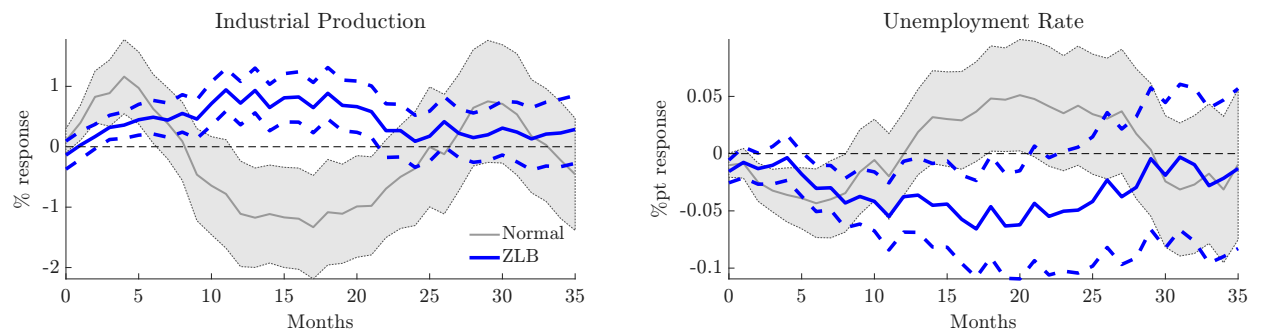 Industrial Production
% response
1
0
-1
-2
Normal
ZLB
0 5 10 15 20 25 30 35
Months
Unemployment Rate
%pt response
0.05
0
-0.05
-0.1
0 5 10 15 20 25 30 35
Months